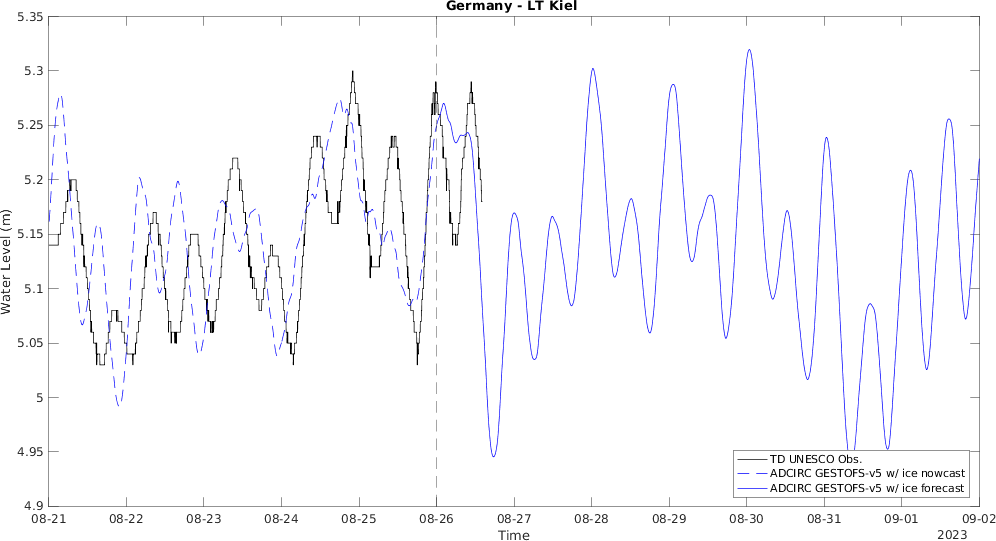 Germany - LT Kiel
5.35
5.3
5.25
5.2
5.15
5.1
5.05
5
4.95
4.9
Water Level (m)
TD UNESCO Obs.
ADCIRC GESTOFS-v5 w/ ice nowcast
ADCIRC GESTOFS-v5 w/ ice forecast
08-21 08-22 08-23 08-24 08-25 08-26 08-27 08-28 08-29 08-30 08-31 09-01 09-02
Time
2023